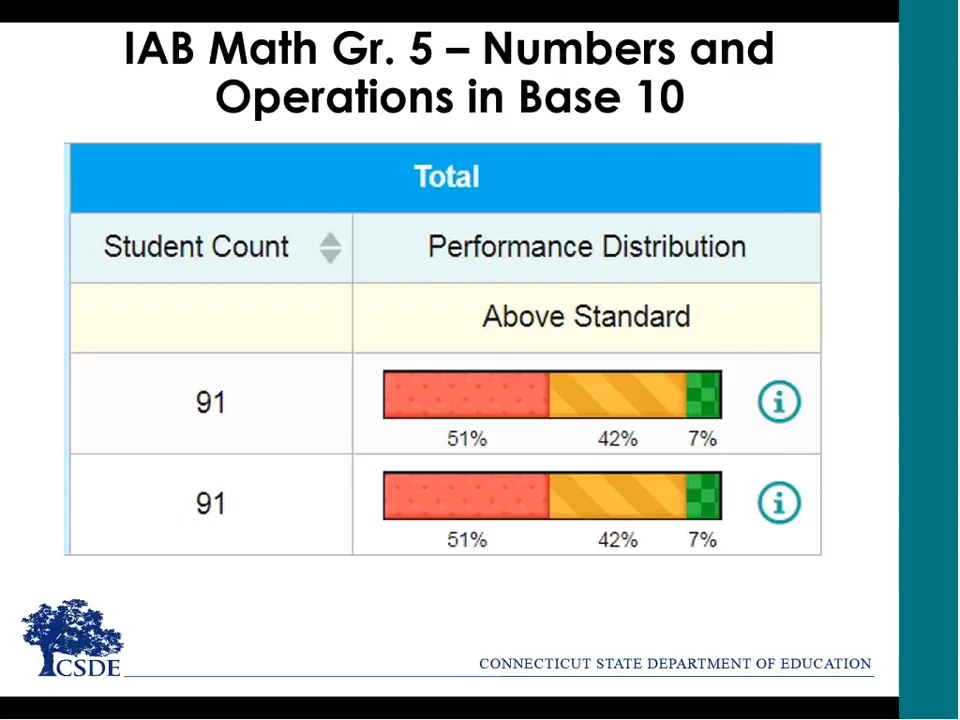 IAB Math Gr. 5 – Numbers and
Operations in Base 10
Total
Student Count
Performance Distribution
Above Standard
91
51% 42% 7%
91
51% 42% 7%
CSDE
CONNECTICUT STATE DEPARTMENT OF EDUCATION